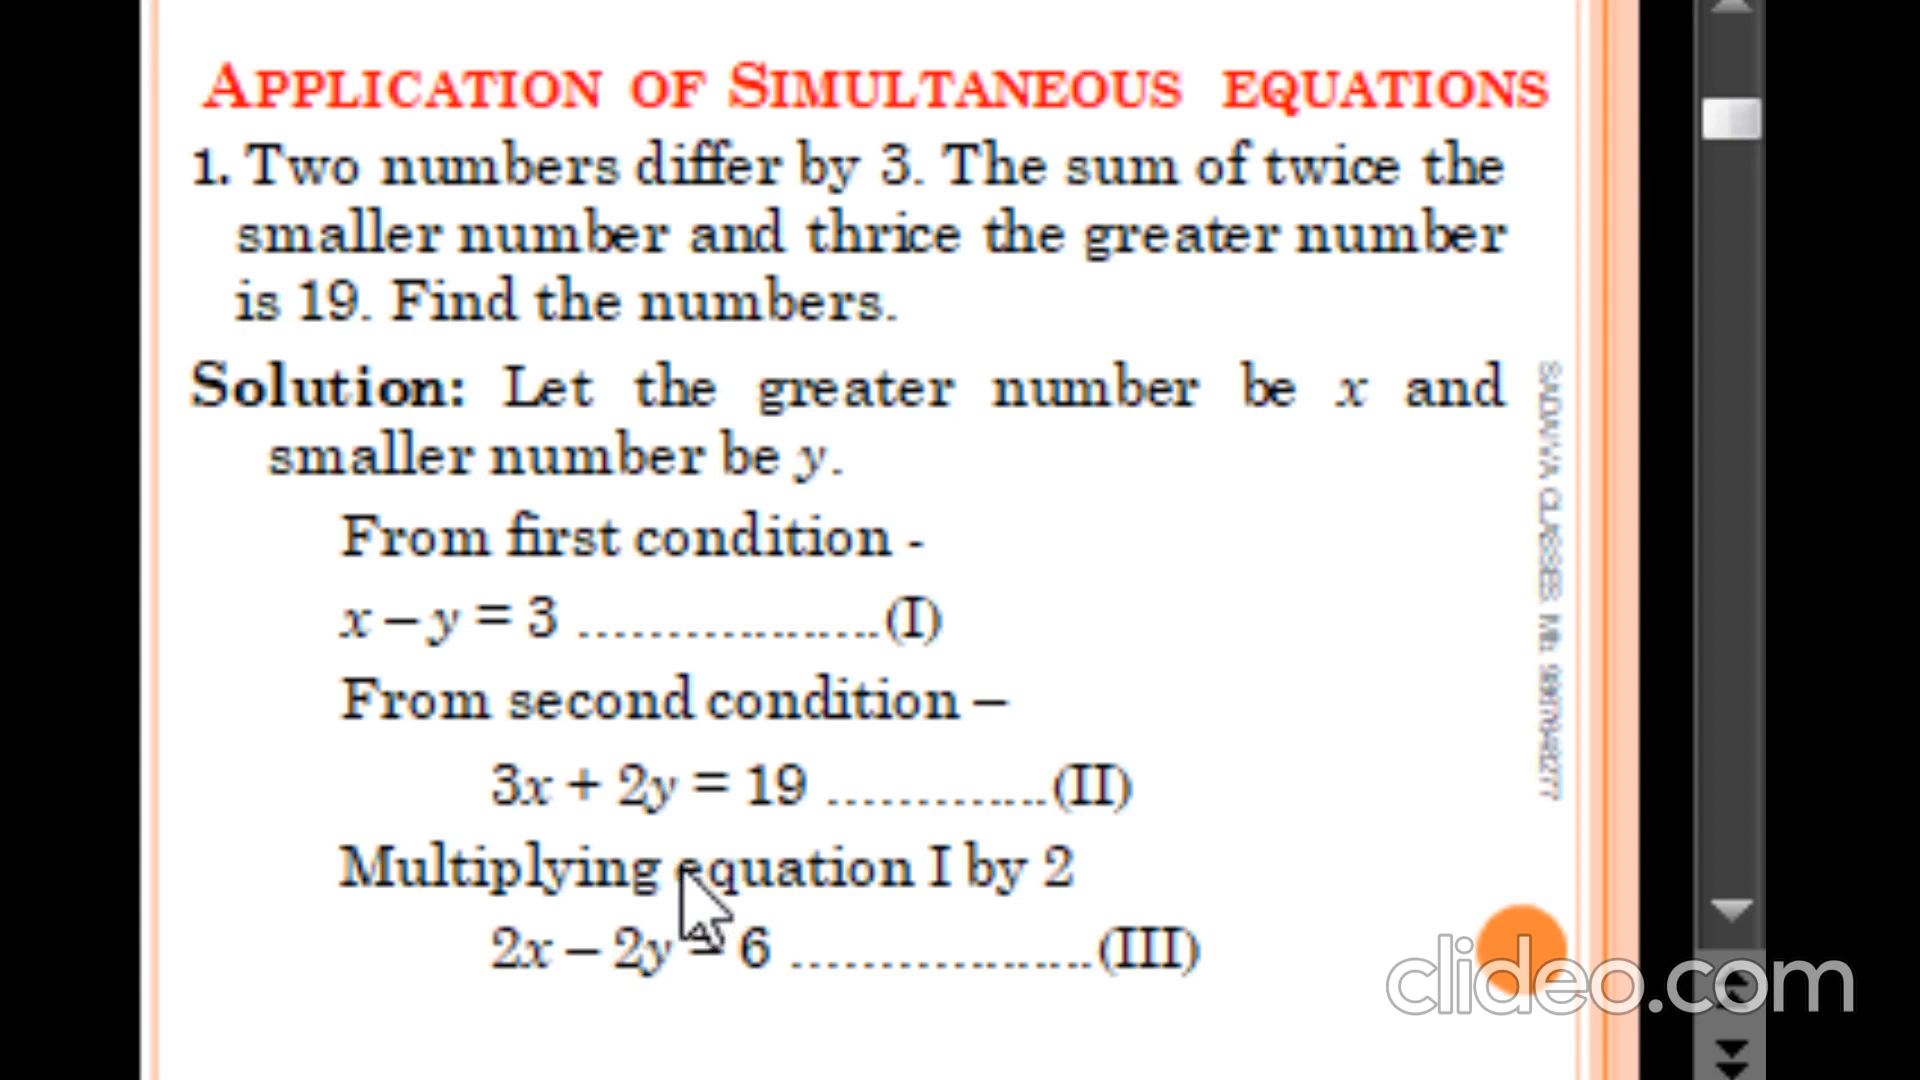 APPLICATION OF SIMULTANEOUS EQUATIONS
1. Two numbers differ by 3. The sum of twice the
smaller number and thrice the greater number
is 19. Find the numbers.
Solution: Let the greater number be x and
smaller number be y.
From first condition -
x – y = 3 ....................(I)
From second condition –
3x + 2y = 19 ...............(II)
Multiplying equation I by 2
2x – 2y = 6 ....................(III)
CLASSES
clideo.com